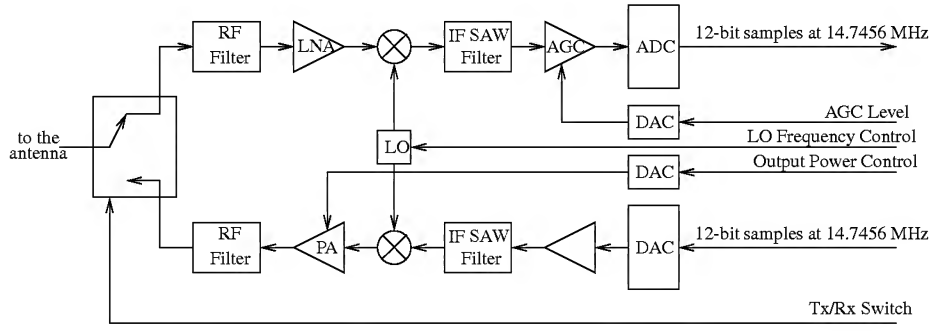 RF
Filter
LNA
IF SAW
Filter
AGC
ADC
12-bit samples at 14.7456 MHz
DAC
AGC Level
to the
antenna
LO
LO Frequency Control
DAC
Output Power Control
RF
Filter
PA
IF SAW
Filter
DAC
12-bit samples at 14.7456 MHz
Tx/Rx Switch